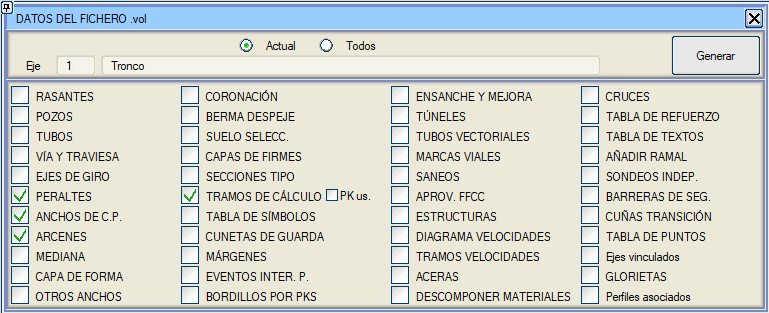 DATOS DEL FICHERO .vol
Actual Todos
Eje 1 Tronco Generar
RASANTES CORONACIÓN ENSANCHE Y MEJORA CRUCES
POZOS BERMA DESPEJE TÚNELES TABLA DE REFUERZO
TUBOS SUELO SELECC. TUBOS VECTORIALES TABLA DE TEXTOS
VÍA Y TRAVIESA CAPAS DE FIRMES MARCAS VIALES AÑADIR RAMAL
EJES DE GIRO SECCIONES TIPO SANEOS SONDEOS INDEP.
PERALTES TRAMOS DE CÁLCULO PK us. APROV. FFCC BARRERAS DE SEG.
ANCHOS DE C.P. TABLA DE SÍMBOLOS ESTRUCTURAS CUÑAS TRANSICIÓN
ARCENES CUNETAS DE GUARDA DIAGRAMA VELOCIDADES TABLA DE PUNTOS
MEDIANA MÁRGENES TRAMOS VELOCIDADES Ejes vinculados
CAPA DE FORMA EVENTOS INTER. P. ACERAS GLORIETAS
OTROS ANCHOS BORDILLOS POR PKS DESCOMPONER MATERIALES Perfiles asociados